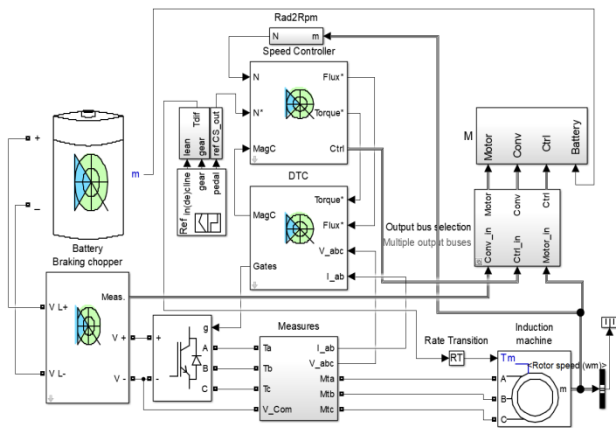 Rad2Rpm
N m
Speed Controller
N Flux*
N* Torque*
MagC Ctrl
lean Tdif
gear
ref CS_out
Ref in(de)cline
gear
pedal
+
m
–
Battery
DTC
MagC Torque*
Flux*
V_abc
Gates I_ab
M
Motor
Conv
Ctrl
Battery
Output bus selection
Multiple output buses
Motor
Conv
Ctrl
Conv_in
Ctrl_in
Motor_in
Braking chopper
Meas.
V L+ V +
V L- V -
+
-
g
A
B
C
Measures
Ta I_ab
Tb V_abc
Tc Mta
Mtb
V_Com Mtc
Rate Transition
RT
Induction
machine
Tm
<Rotor speed (wm)>
A
B
C
m